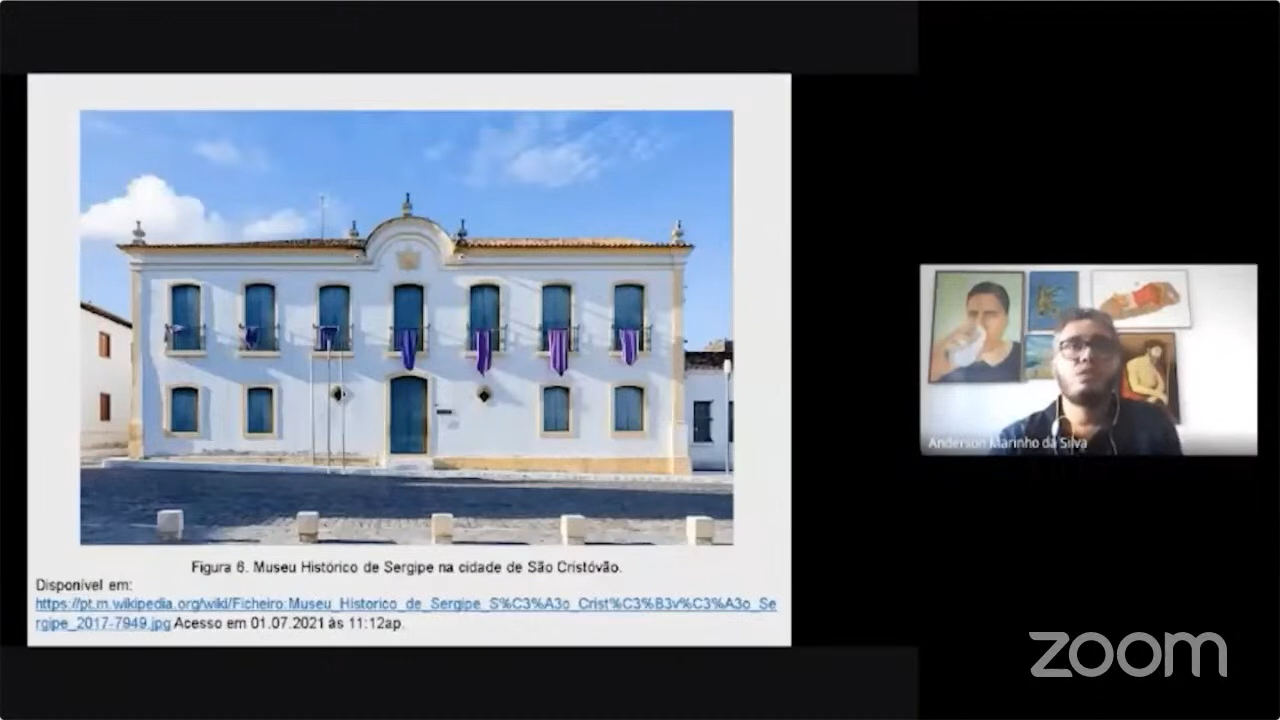 Figura 6. Museu Histórico de Sergipe na cidade de São Cristóvão.
Disponível em:
https://pt.m.wikipedia.org/wiki/Ficheiro:Museu_Historico_de_Sergipe_S%C3%A3o_Crist%C3%B3v%C3%A3o_Se
rgipe_2017-7949.jpg Acesso em 01.07.2021 às 11:12ap.
Anderson Marinho da Silva
zoom